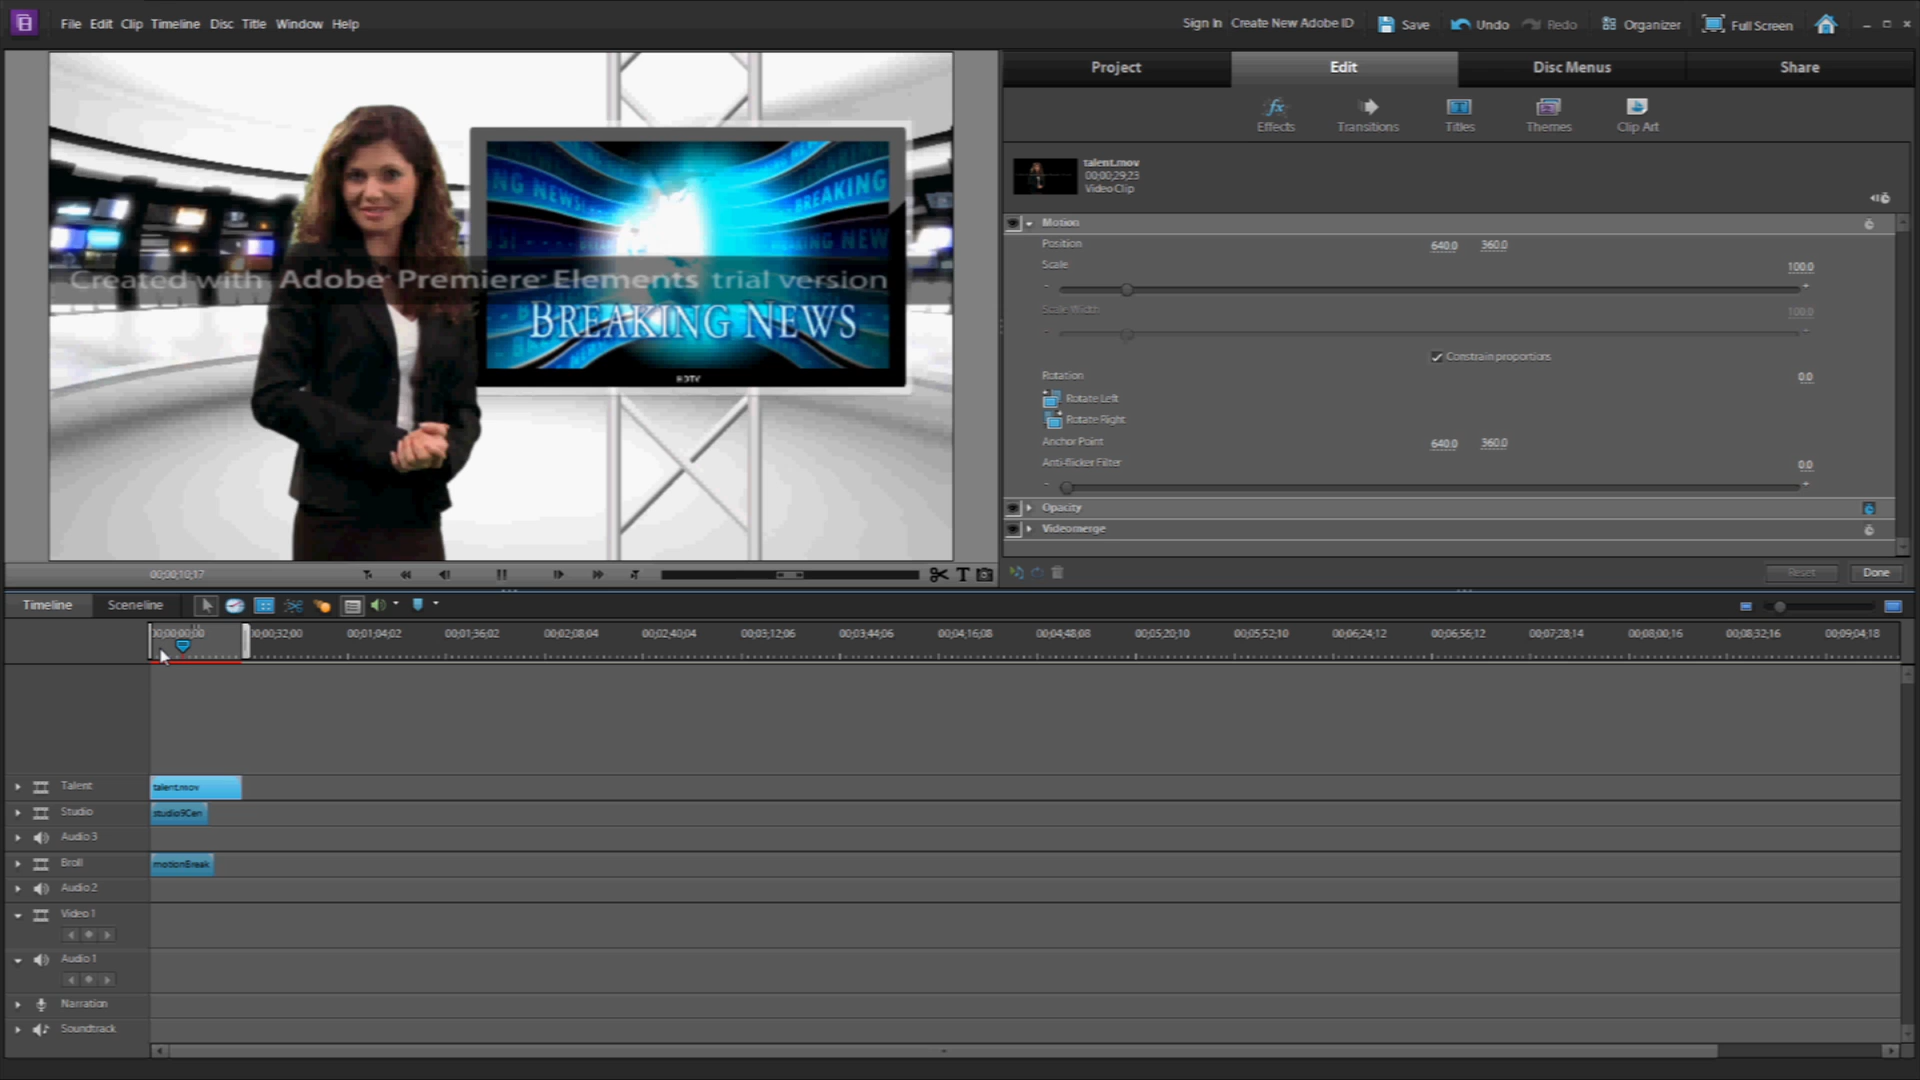 File Edit Clip Timeline Disc Title Window Help
Sign In Create New Adobe ID Save Undo Redo Organizer Full Screen
Project Edit Disc Menus Share
Effects Transitions Titles Themes Clip Art
talent.mov
00;00;29;23
Video Clip
Motion
Position 640.0 360.0
Scale 100.0
Scale Width 100.0
Constrain proportions
Rotation 0.0
Rotate Left
Rotate Right
Anchor Point 640.0 360.0
Anti-flicker Filter 0.0
Opacity
Videomerge
Reset Done
BREAKING
NEWS
Created with Adobe Premiere Elements trial version
BREAKING NEWS
HDTV
00;00;10;17
Timeline Sceneline
00;00;00;00 00;00;32;00 00;01;04;02 00;01;36;02 00;02;08;04 00;02;40;04 00;03;12;06 00;03;44;06 00;04;16;08 00;04;48;08 00;05;20;10 00;05;52;10 00;06;24;12 00;06;56;12 00;07;28;14 00;08;00;16 00;08;32;16 00;09;04;18
Talent talent.mov
Studio studio9Cen
Audio 3
Broll motionBreak
Audio 2
Video 1
Audio 1
Narration
Soundtrack